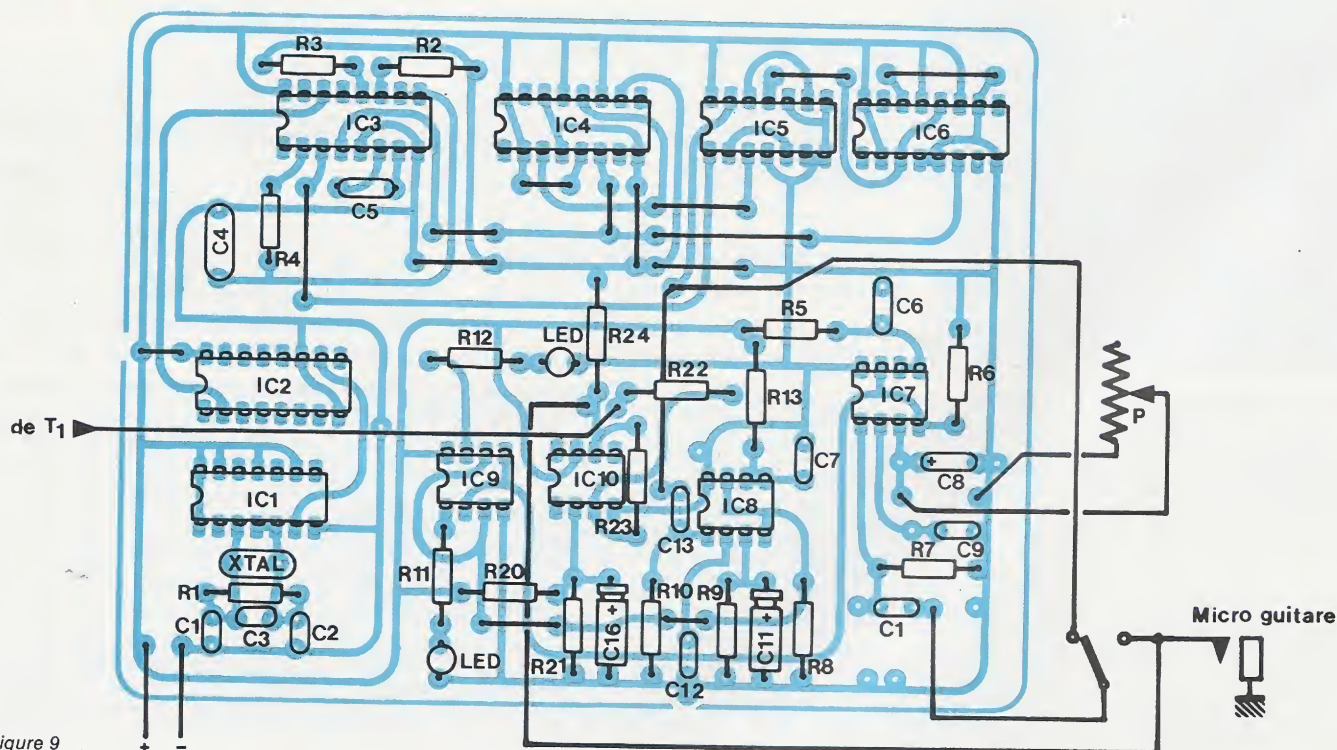 R3
R2
IC3
IC4
IC5
IC6
C5
C4
R4
C6
R5
R12
LED
R24
R22
R13
IC7
R6
P
IC2
de T1
IC1
IC9
IC10
R23
C13
IC8
C7
+
C8
C9
R7
XTAL
R1
C3
C1
C2
R11
R20
R10
R9
C1
Micro guitare
LED
R21
C16 +
C12
C11 +
R8
igure 9
+ −